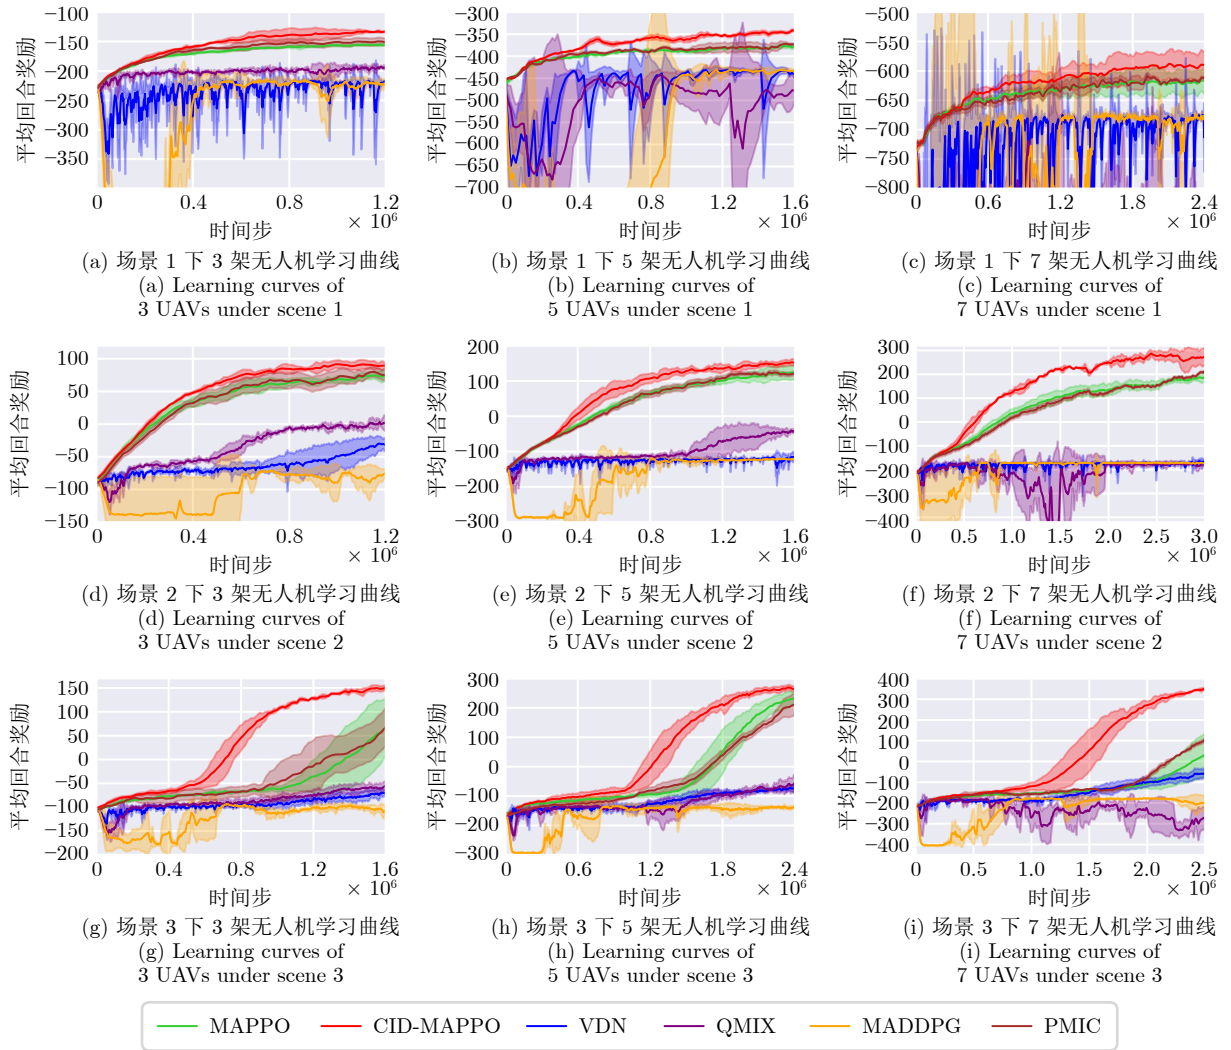 −100
−150
−200
−250
−300
−350
平均回合奖励
0
0.4
0.8
1.2
× 10⁶
时间步
(a) 场景 1 下 3 架无人机学习曲线
(a) Learning curves of
3 UAVs under scene 1
−300
−350
−400
−450
−500
−550
−600
−650
−700
平均回合奖励
0
0.4
0.8
1.2
1.6
× 10⁶
时间步
(b) 场景 1 下 5 架无人机学习曲线
(b) Learning curves of
5 UAVs under scene 1
−500
−550
−600
−650
−700
−750
−800
平均回合奖励
0
0.6
1.2
1.8
2.4
× 10⁶
时间步
(c) 场景 1 下 7 架无人机学习曲线
(c) Learning curves of
7 UAVs under scene 1
100
50
0
−50
−100
−150
平均回合奖励
0
0.4
0.8
1.2
× 10⁶
时间步
(d) 场景 2 下 3 架无人机学习曲线
(d) Learning curves of
3 UAVs under scene 2
200
100
0
−100
−200
−300
平均回合奖励
0
0.4
0.8
1.2
1.6
× 10⁶
时间步
(e) 场景 2 下 5 架无人机学习曲线
(e) Learning curves of
5 UAVs under scene 2
300
200
100
0
−100
−200
−300
−400
平均回合奖励
0
0.5
1.0
1.5
2.0
2.5
3.0
× 10⁶
时间步
(f) 场景 2 下 7 架无人机学习曲线
(f) Learning curves of
7 UAVs under scene 2
150
100
50
0
−50
−100
−150
−200
平均回合奖励
0
0.4
0.8
1.2
1.6
× 10⁶
时间步
(g) 场景 3 下 3 架无人机学习曲线
(g) Learning curves of
3 UAVs under scene 3
300
200
100
0
−100
−200
−300
平均回合奖励
0
0.6
1.2
1.8
2.4
× 10⁶
时间步
(h) 场景 3 下 5 架无人机学习曲线
(h) Learning curves of
5 UAVs under scene 3
400
300
200
100
0
−100
−200
−300
−400
平均回合奖励
0
0.5
1.0
1.5
2.0
2.5
× 10⁶
时间步
(i) 场景 3 下 7 架无人机学习曲线
(i) Learning curves of
7 UAVs under scene 3
MAPPO CID-MAPPO VDN QMIX MADDPG PMIC